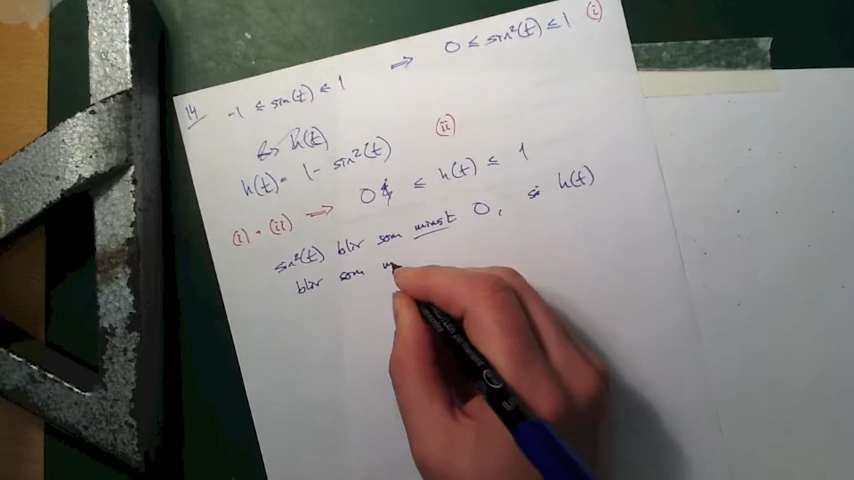 14 -1 ≤ sin(t) ≤ 1 ⇒ 0 ≤ sin²(t) ≤ 1 (i)
h(t)
h(t) = 1 - sin²(t) (ii)
(i) + (ii) ⇒ 0 ≤ h(t) ≤ 1
sin²(t) blir som minst 0, så h(t)
blir som m